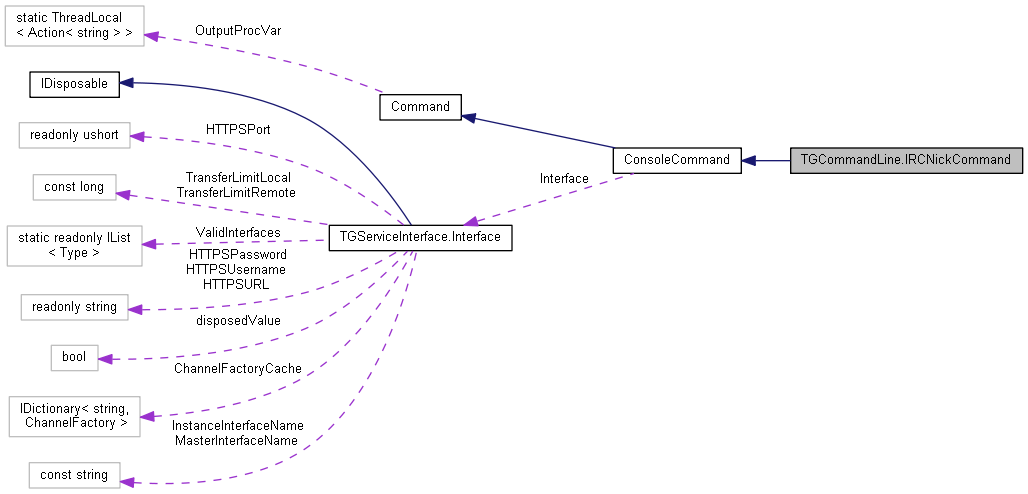 static ThreadLocal
< Action< string > >
OutputProcVar
IDisposable
Command
readonly ushort
HTTPSPort
ConsoleCommand
TGCommandLine.IRCNickCommand
const long
TransferLimitLocal
TransferLimitRemote
Interface
static readonly IList
< Type >
ValidInterfaces
TGServiceInterface.Interface
HTTPSPassword
HTTPSUsername
HTTPSURL
readonly string
disposedValue
bool
ChannelFactoryCache
IDictionary< string,
ChannelFactory >
InstanceInterfaceName
MasterInterfaceName
const string